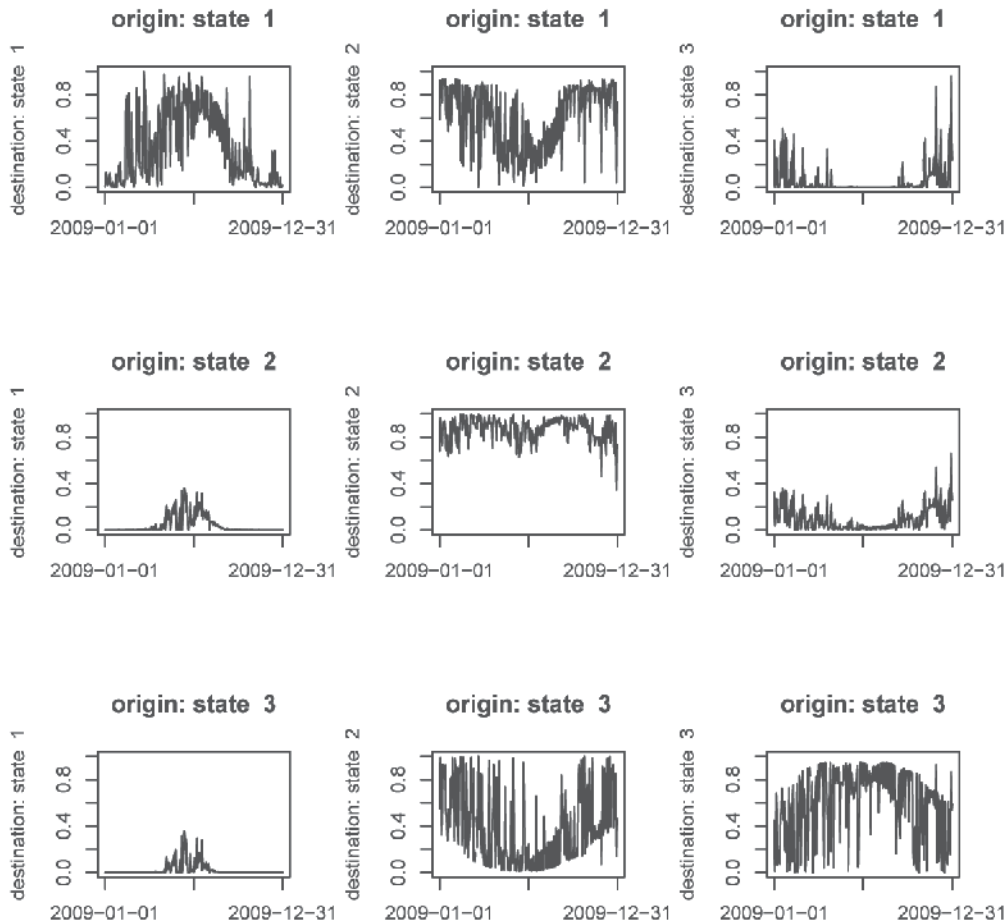 origin: state 1
origin: state 1
origin: state 1
destination: state 1
0.0 0.4 0.8
destination: state 2
0.0 0.4 0.8
destination: state 3
0.0 0.4 0.8
2009-01-01 2009-12-31
2009-01-01 2009-12-31
2009-01-01 2009-12-31
origin: state 2
origin: state 2
origin: state 2
destination: state 1
0.0 0.4 0.8
destination: state 2
0.0 0.4 0.8
destination: state 3
0.0 0.4 0.8
2009-01-01 2009-12-31
2009-01-01 2009-12-31
2009-01-01 2009-12-31
origin: state 3
origin: state 3
origin: state 3
destination: state 1
0.0 0.4 0.8
destination: state 2
0.0 0.4 0.8
destination: state 3
0.0 0.4 0.8
2009-01-01 2009-12-31
2009-01-01 2009-12-31
2009-01-01 2009-12-31